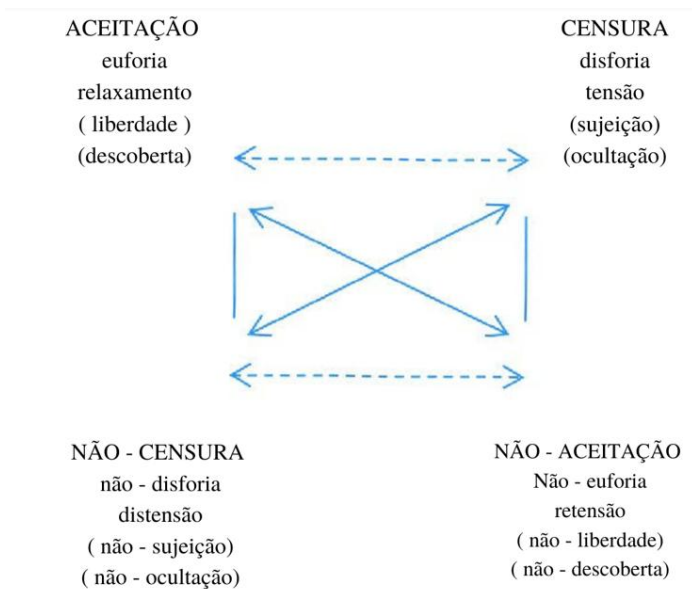 ACEITAÇÃO
euforia
relaxamento
( liberdade )
(descoberta)
CENSURA
disforia
tensão
(sujeição)
(ocultação)
NÃO - CENSURA
não - disforia
distensão
( não - sujeição)
( não - ocultação)
NÃO - ACEITAÇÃO
Não - euforia
retensão
( não - liberdade)
( não - descoberta)